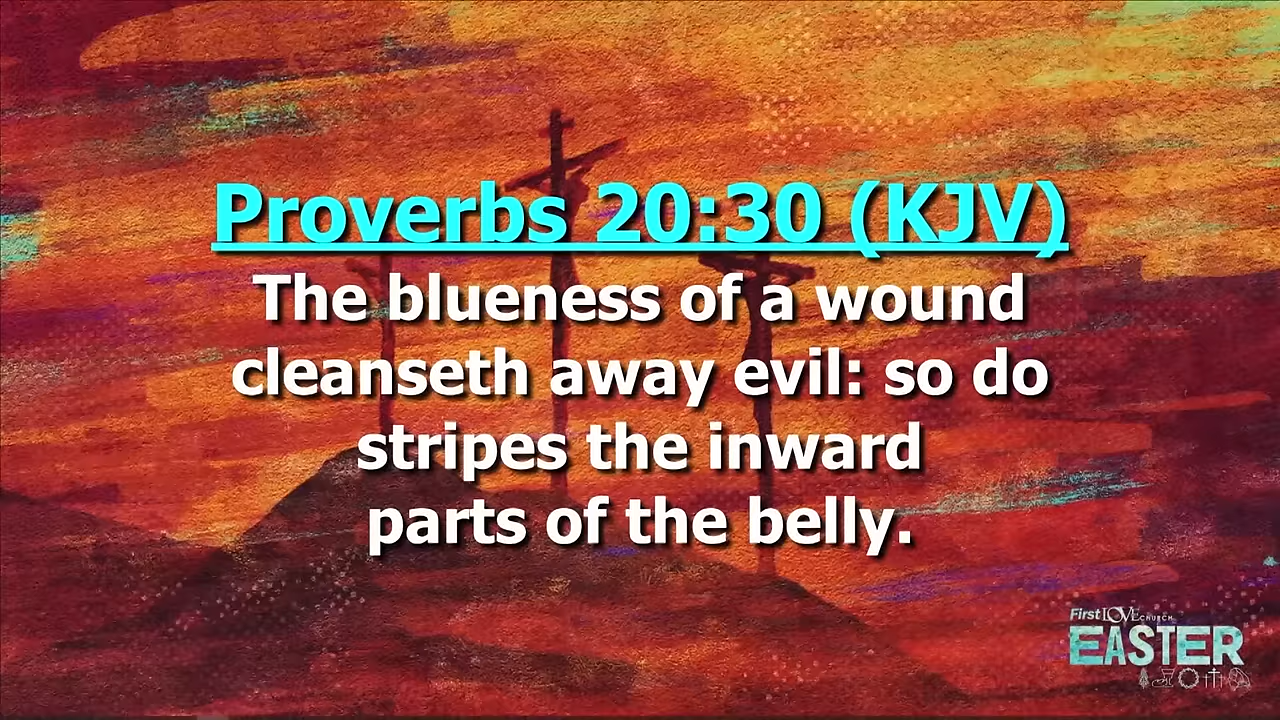 Proverbs 20:30 (KJV)
The blueness of a wound
cleanseth away evil: so do
stripes the inward
parts of the belly.
First LOVE CHURCH
EASTER